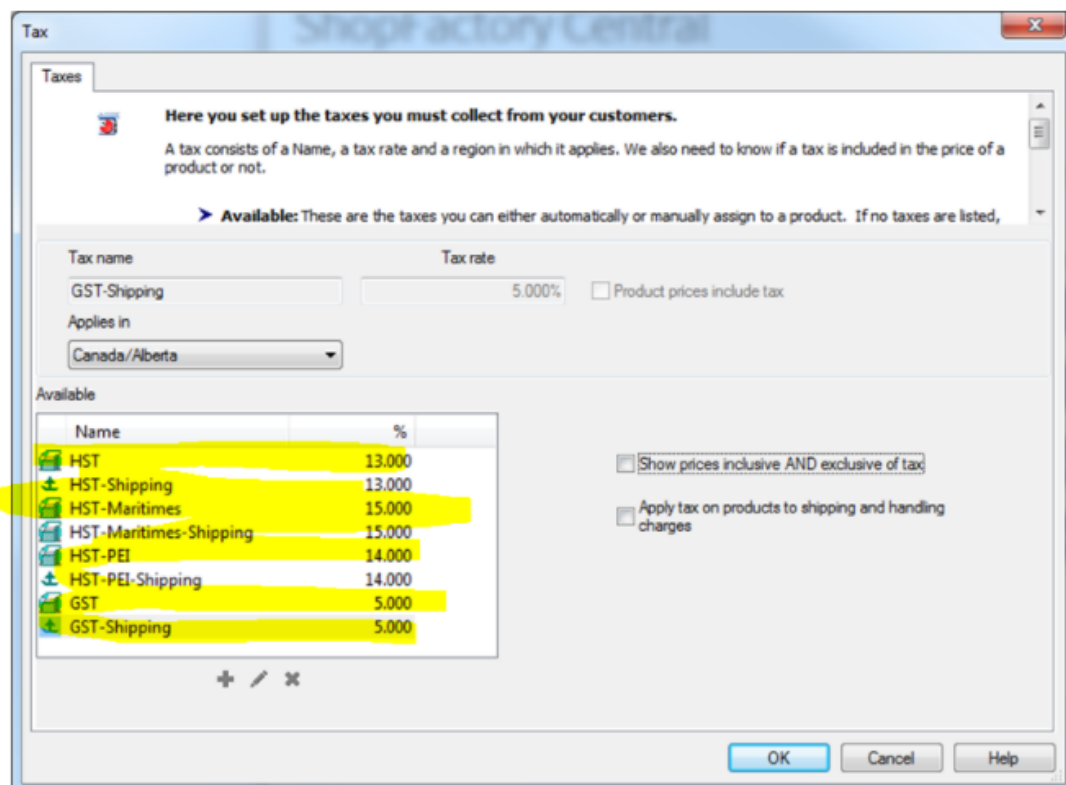 ShopFactory Central
Tax
Taxes
Here you set up the taxes you must collect from your customers.
A tax consists of a Name, a tax rate and a region in which it applies. We also need to know if a tax is included in the price of a
product or not.
Available: These are the taxes you can either automatically or manually assign to a product. If no taxes are listed,
Tax name Tax rate
GST-Shipping 5.000% Product prices include tax
Applies in
Canada/Alberta
Available
Name %
HST 13.000
HST-Shipping 13.000
HST-Maritimes 15.000
HST-Maritimes-Shipping 15.000
HST-PEI 14.000
HST-PEI-Shipping 14.000
GST 5.000
GST-Shipping 5.000
Show prices inclusive AND exclusive of tax
Apply tax on products to shipping and handling
charges
OK Cancel Help